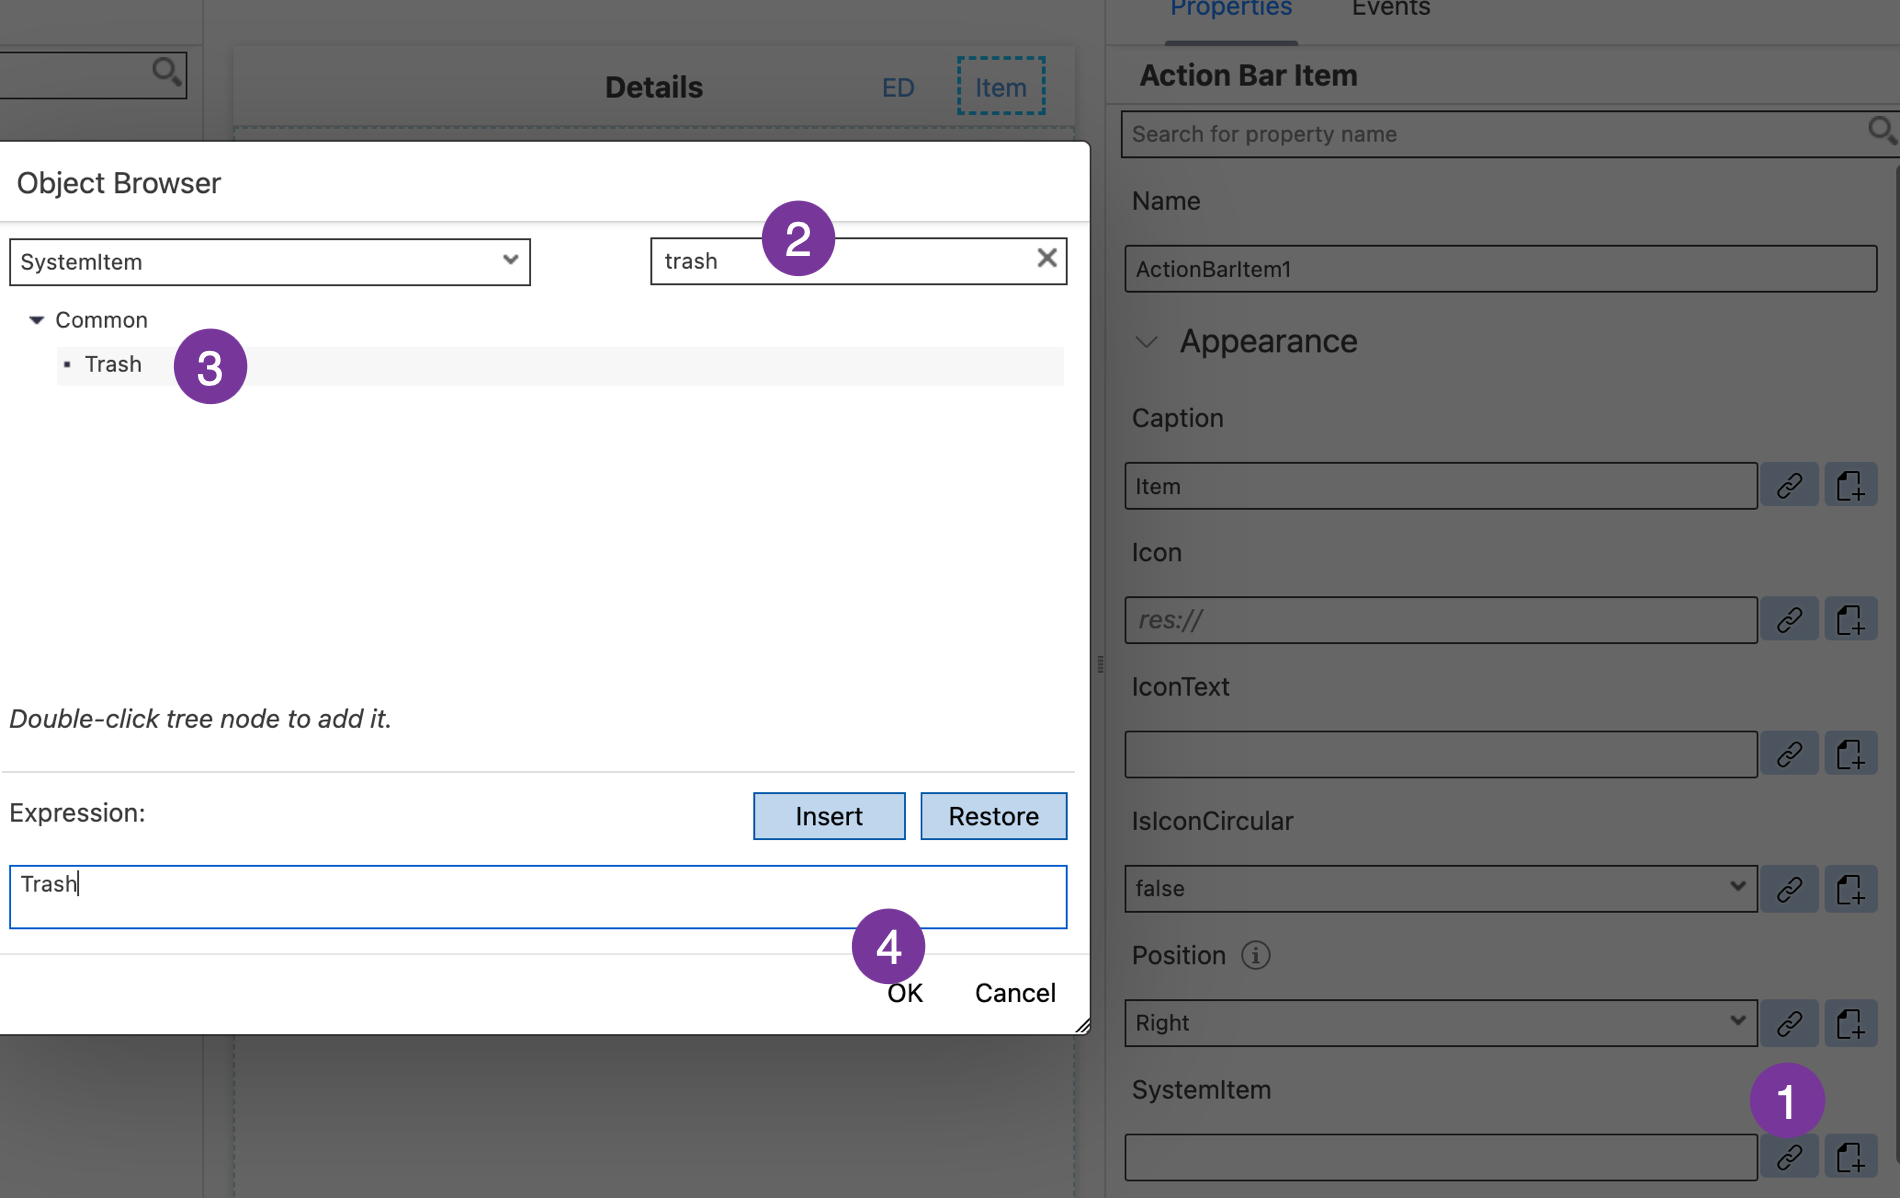 Properties
Events
Details
ED
Item
Action Bar Item
Search for property name
Object Browser
Name
2
SystemItem
trash
ActionBarItem1
Common
Trash
3
Appearance
Caption
Item
Icon
res://
IconText
Double-click tree node to add it.
Expression:
Insert
Restore
IsIconCircular
Trash
false
4
Position
OK
Cancel
Right
SystemItem
1